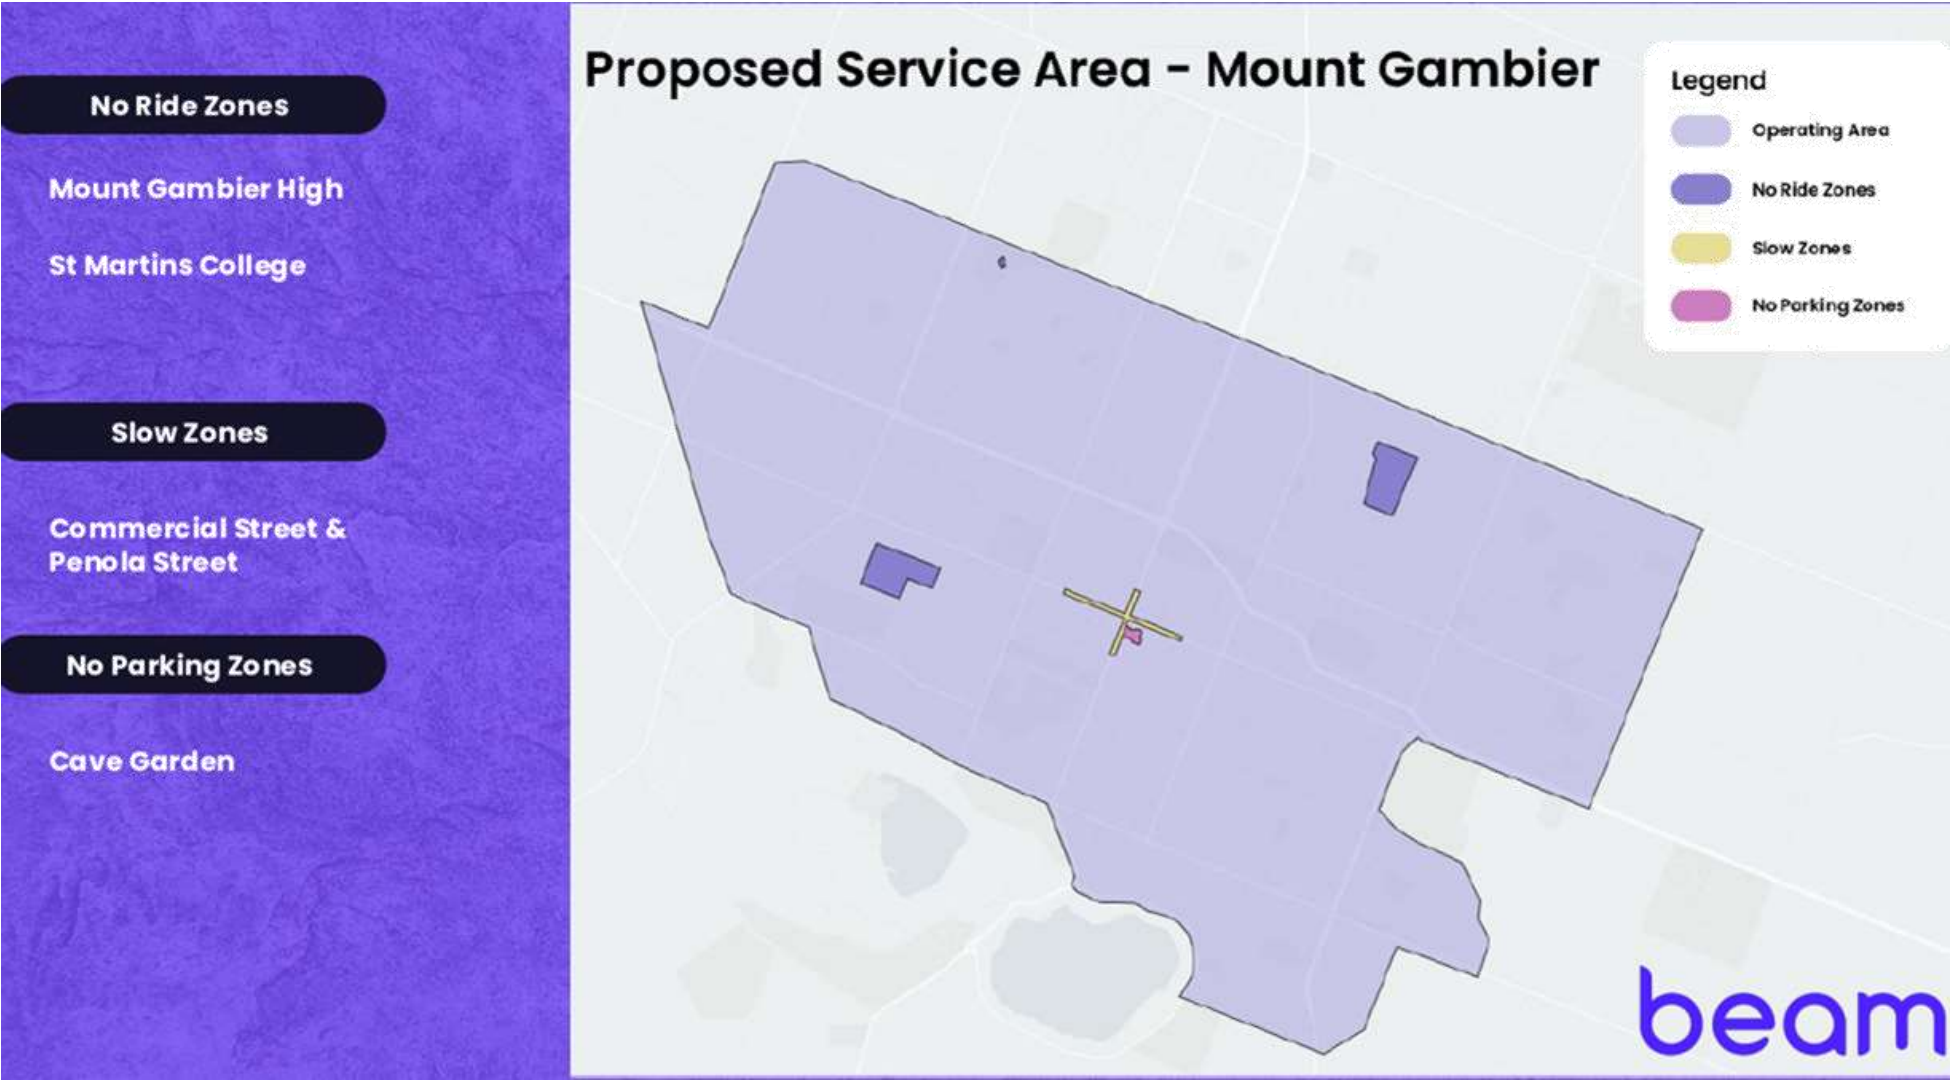 No Ride Zones
Mount Gambier High
St Martins College
Slow Zones
Commercial Street &
Penola Street
No Parking Zones
Cave Garden
Proposed Service Area - Mount Gambier
Legend
Operating Area
No Ride Zones
Slow Zones
No Parking Zones
beam